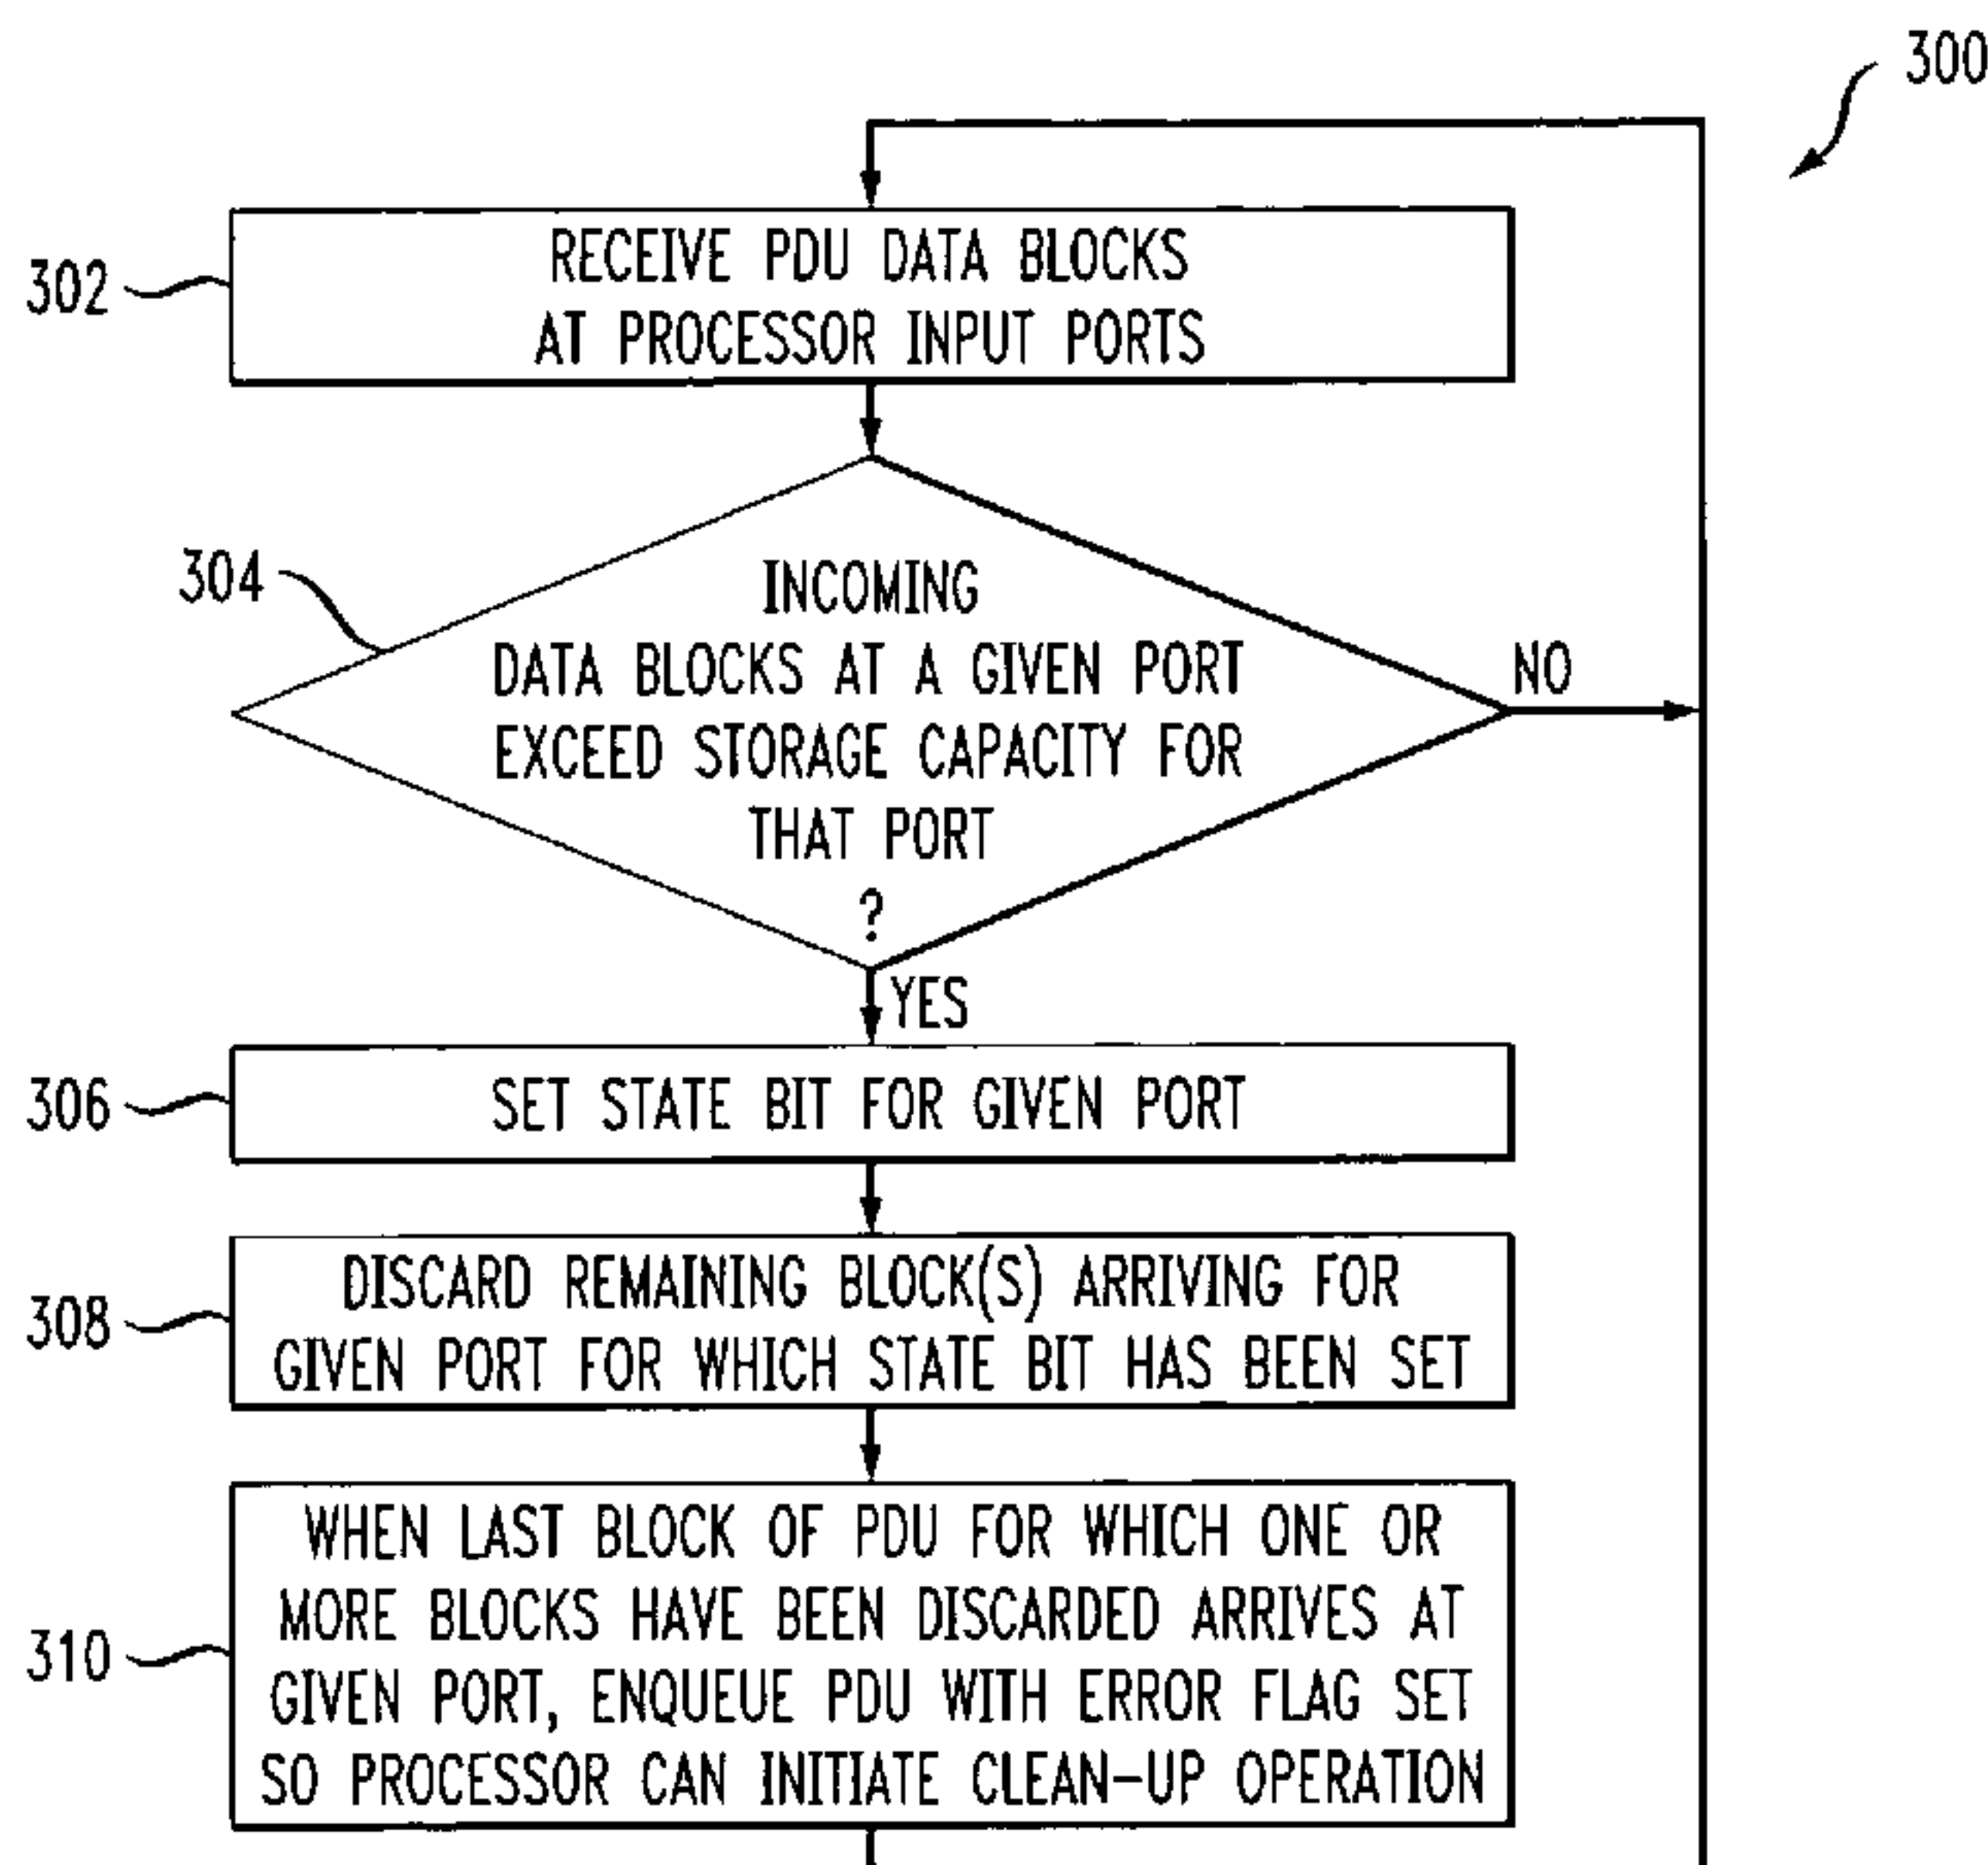 300
302
RECEIVE PDU DATA BLOCKS
AT PROCESSOR INPUT PORTS
304
INCOMING
DATA BLOCKS AT A GIVEN PORT
EXCEED STORAGE CAPACITY FOR
THAT PORT
?
NO
YES
306
SET STATE BIT FOR GIVEN PORT
308
DISCARD REMAINING BLOCK(S) ARRIVING FOR
GIVEN PORT FOR WHICH STATE BIT HAS BEEN SET
310
WHEN LAST BLOCK OF PDU FOR WHICH ONE OR
MORE BLOCKS HAVE BEEN DISCARDED ARRIVES AT
GIVEN PORT, ENQUEUE PDU WITH ERROR FLAG SET
SO PROCESSOR CAN INITIATE CLEAN-UP OPERATION